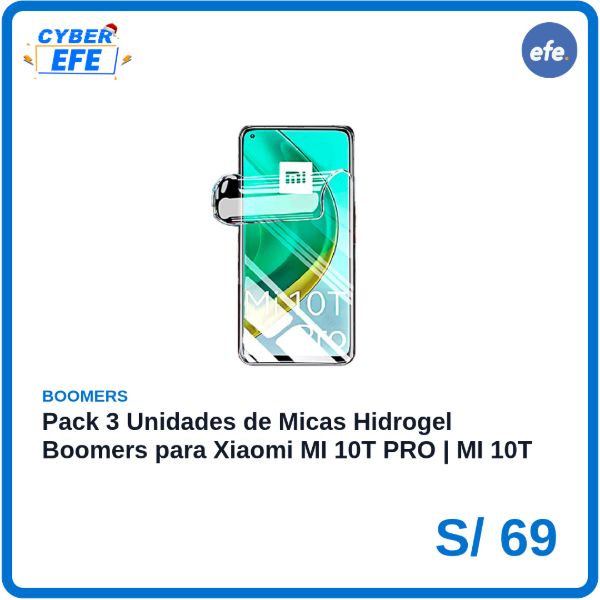 CYBER
EFE
efe.
mi
Mi 10T
Pro
BOOMERS
Pack 3 Unidades de Micas Hidrogel
Boomers para Xiaomi MI 10T PRO | MI 10T
S/ 69